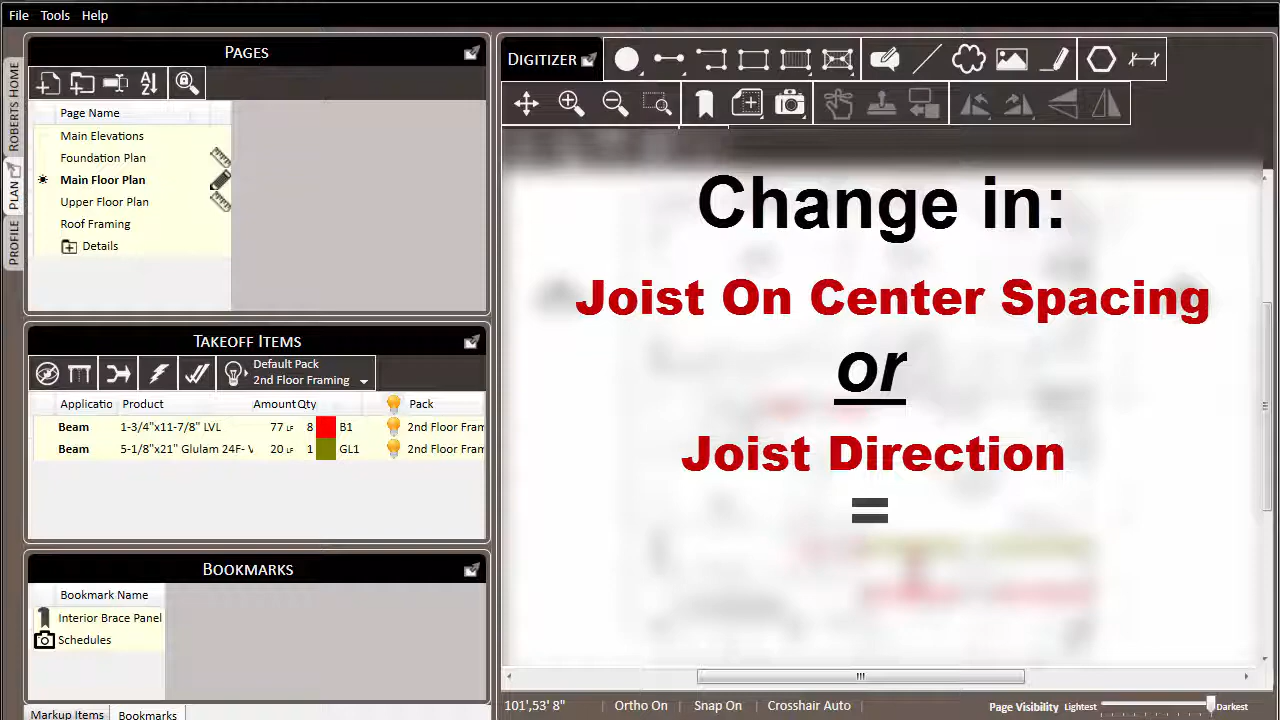 File Tools Help
ROBERTS HOME
PLAN
PROFILE
PAGES
Page Name
Main Elevations
Foundation Plan
Main Floor Plan
Upper Floor Plan
Roof Framing
Details
TAKEOFF ITEMS
Default Pack
2nd Floor Framing
Applicatio Product Amount Qty Pack
Beam 1-3/4"x11-7/8" LVL 77 LF 8 B1 2nd Floor Fram
Beam 5-1/8"x21" Glulam 24F- V 20 LF 1 GL1 2nd Floor Fram
BOOKMARKS
Bookmark Name
Interior Brace Panel
Schedules
Markup Items Bookmarks
DIGITIZER
Change in:
Joist On Center Spacing
or
Joist Direction
=
101',53' 8" Ortho On Snap On Crosshair Auto Page Visibility Lightest Darkest